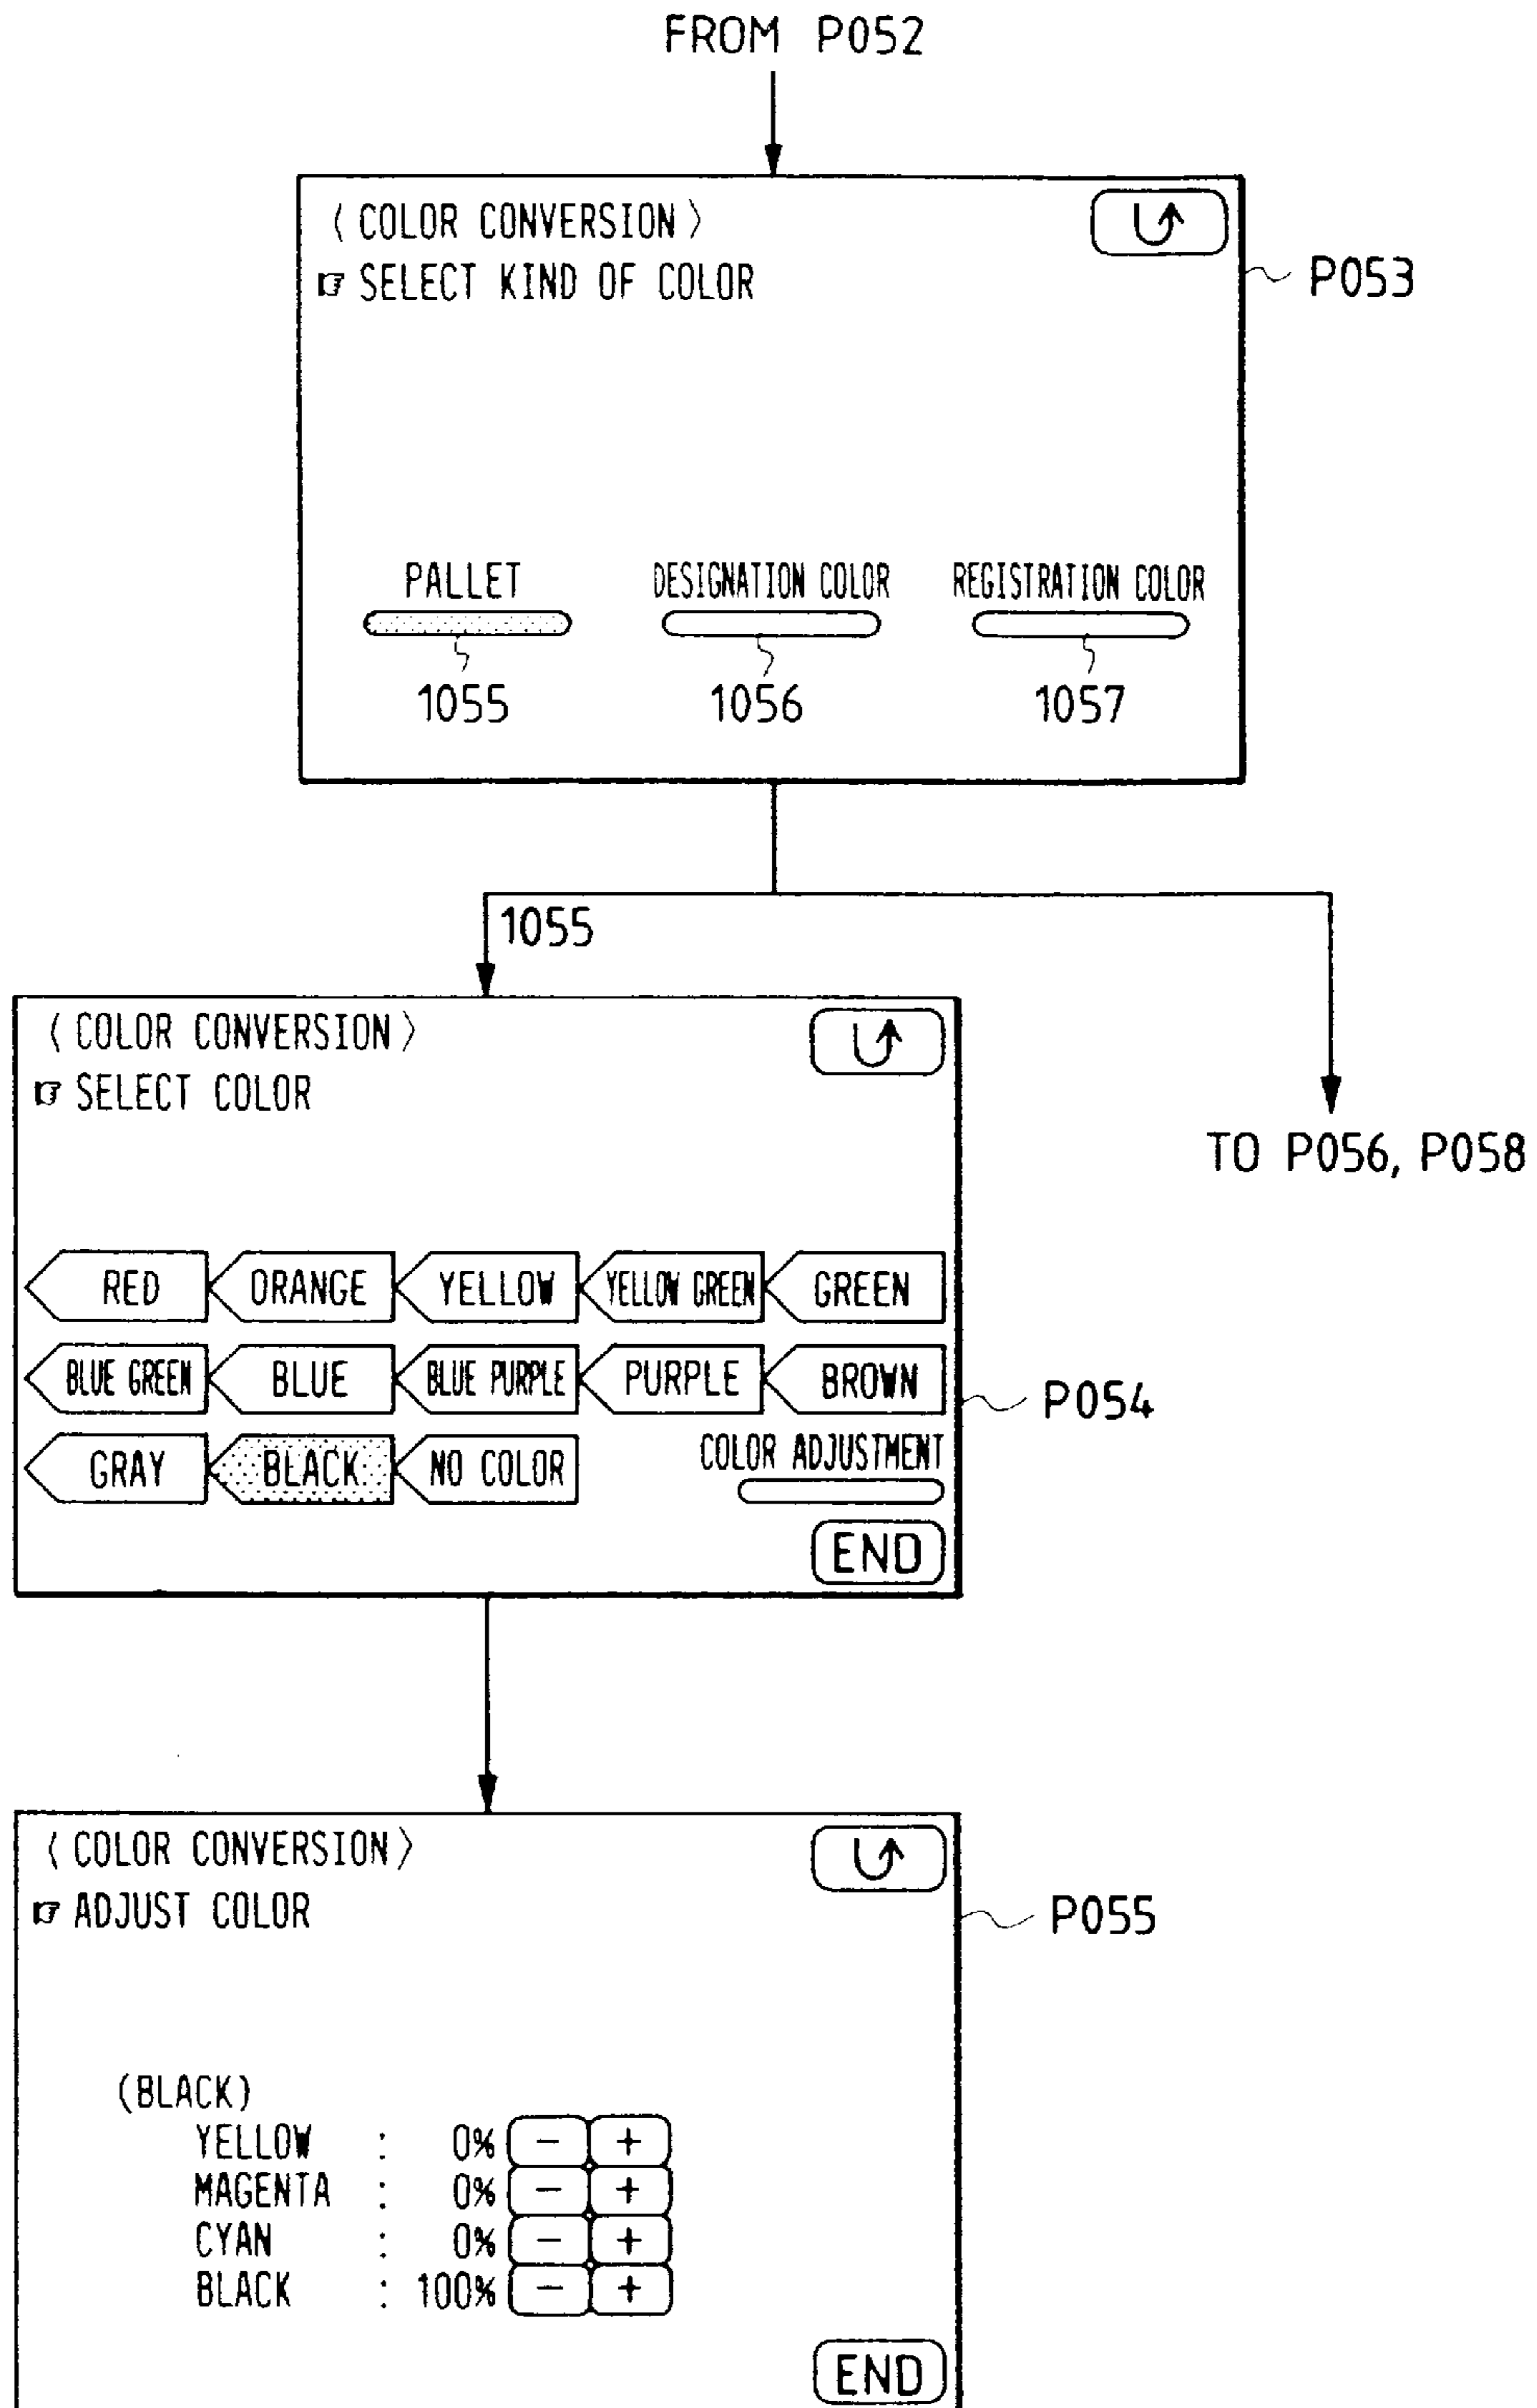 FROM P052
〈 COLOR CONVERSION 〉
☞ SELECT KIND OF COLOR
P053
PALLET DESIGNATION COLOR REGISTRATION COLOR
1055 1056 1057
1055
〈 COLOR CONVERSION 〉
☞ SELECT COLOR
TO P056, P058
RED ORANGE YELLOW YELLOW GREEN GREEN
BLUE GREEN BLUE BLUE PURPLE PURPLE BROWN
P054
GRAY BLACK NO COLOR COLOR ADJUSTMENT
END
〈 COLOR CONVERSION 〉
☞ ADJUST COLOR
P055
(BLACK)
YELLOW : 0% − +
MAGENTA : 0% − +
CYAN : 0% − +
BLACK : 100% − +
END